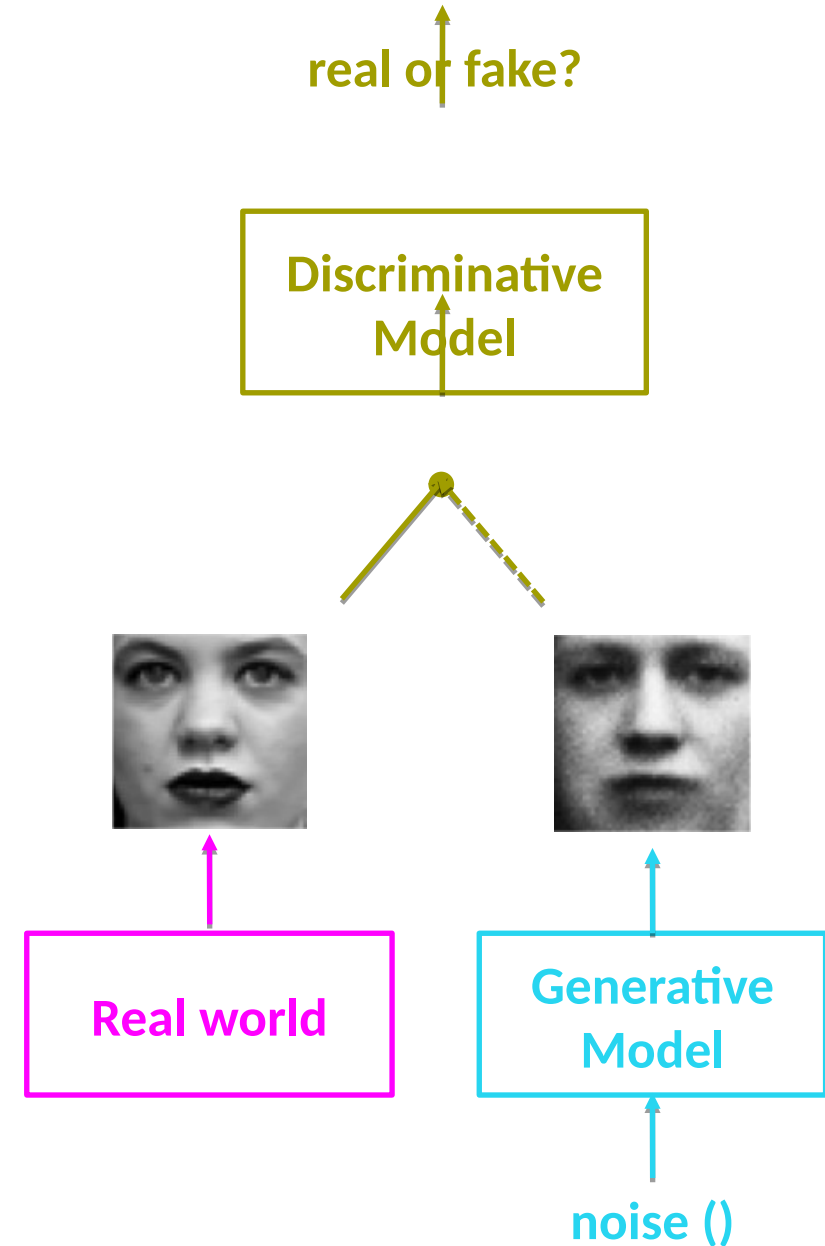 real or fake?
Discriminative
Model
Real world
Generative
Model
noise ()